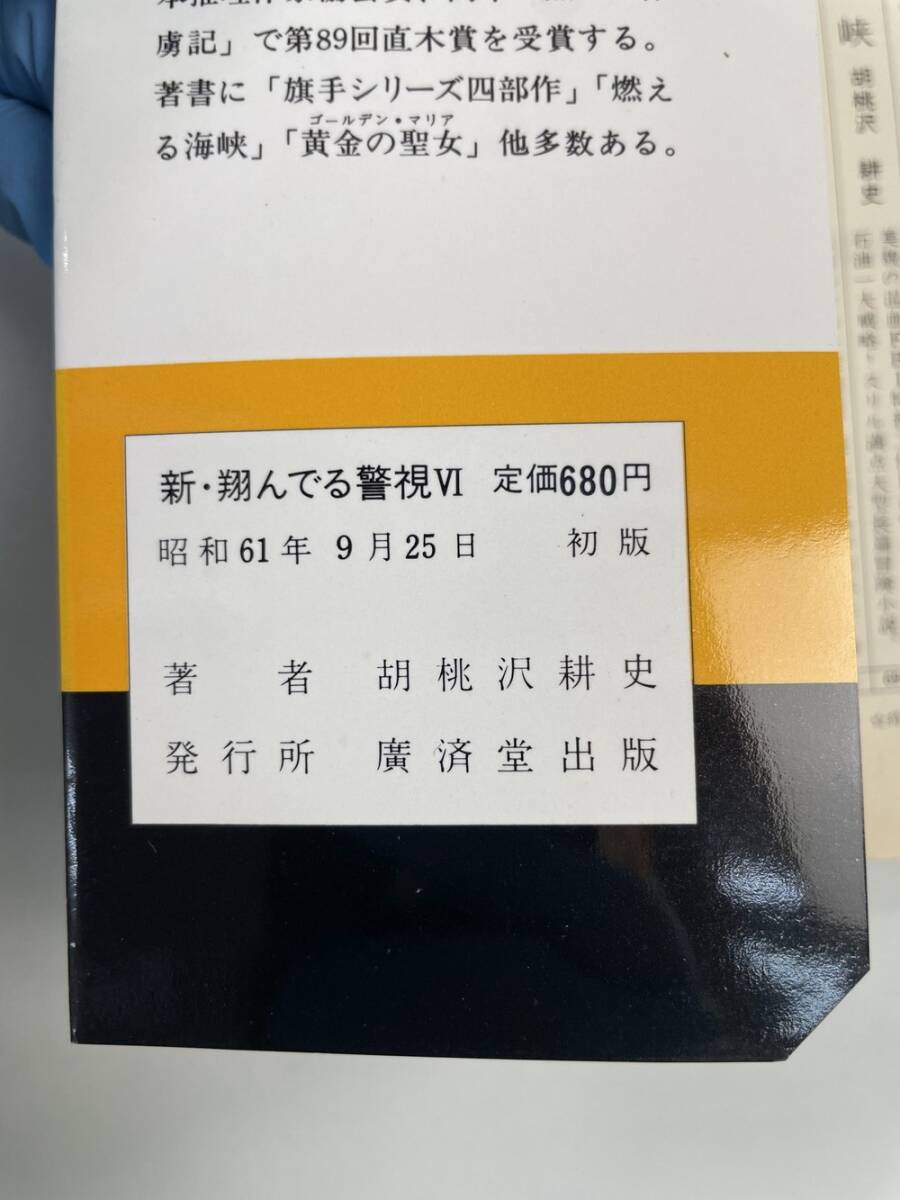 虜記」で第89回直木賞を受賞する。
著書に「旗手シリーズ四部作」「燃え
ゴールデン・マリア
る海峡」「黄金の聖女」他多数ある。
新・翔んでる警視Ⅵ 定価680円
昭和61年 9月25日 初版
著者 胡桃沢耕史
発行所 廣済堂出版
峡 胡桃沢 耕史